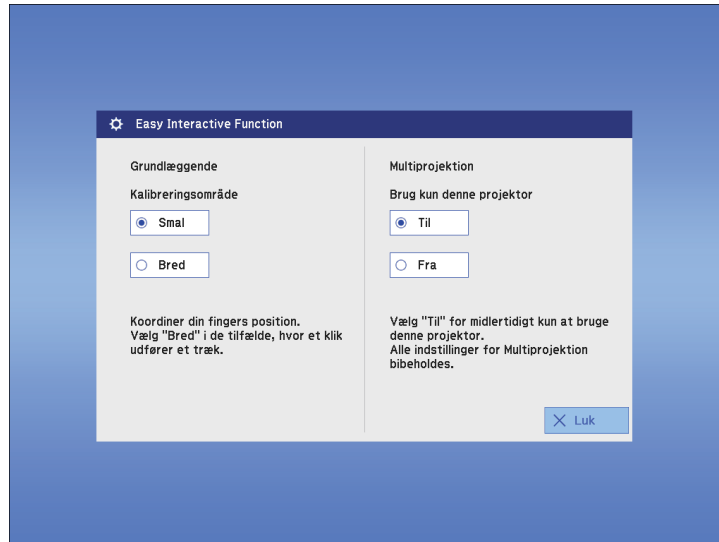 Easy Interactive Function
Grundlæggende
Kalibreringsområde
Smal
Bred
Koordiner din fingers position.
Vælg "Bred" i de tilfælde, hvor et klik
udfører et træk.
Multiprojektion
Brug kun denne projektor
Til
Fra
Vælg "Til" for midlertidigt kun at bruge
denne projektor.
Alle indstillinger for Multiprojektion
bibeholdes.
Luk